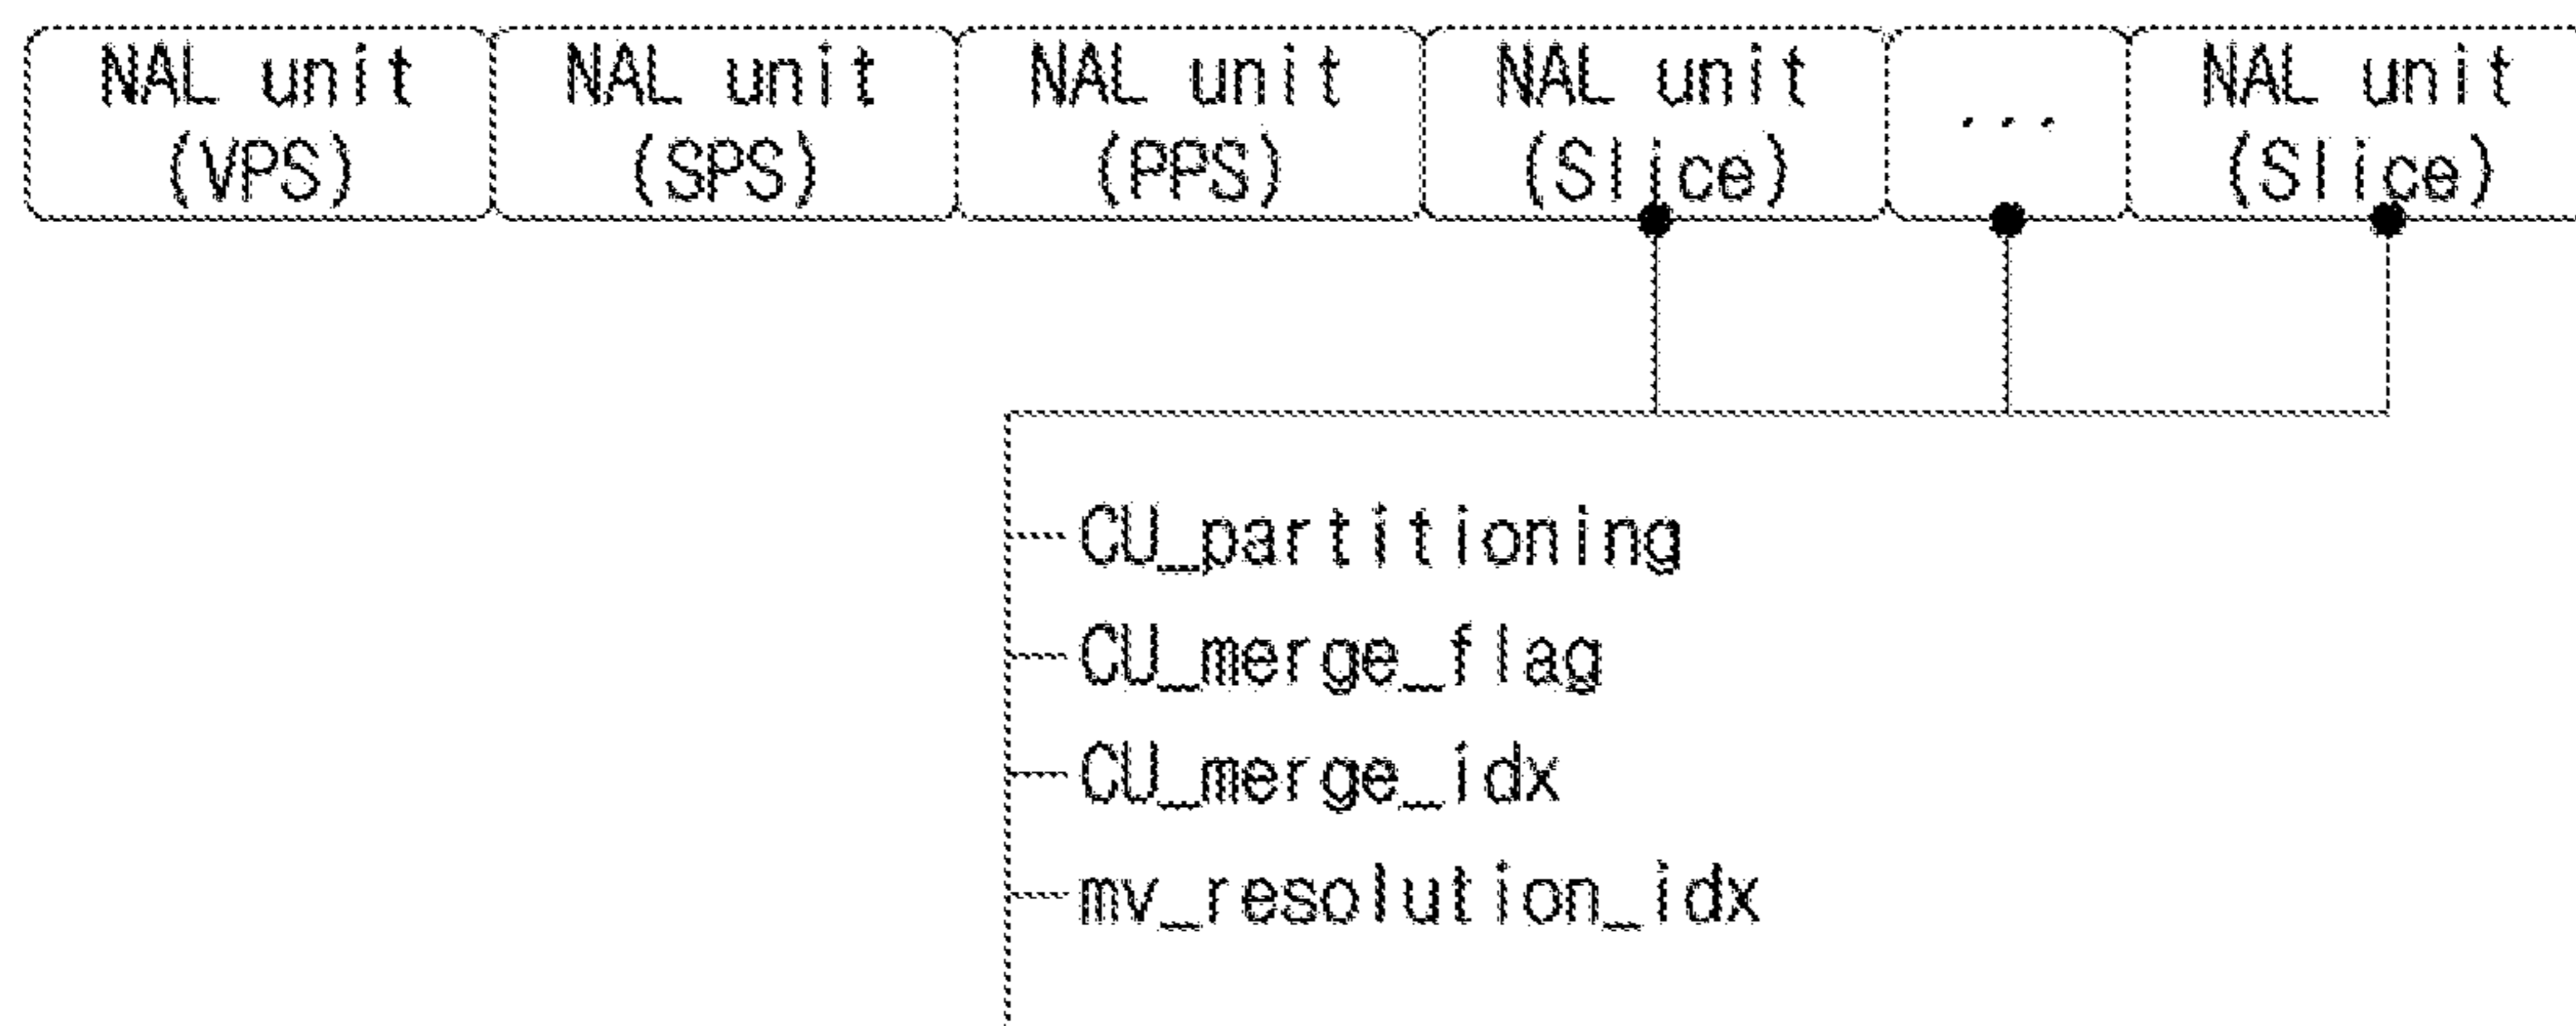 NAL unit
(VPS)
NAL unit
(SPS)
NAL unit
(PPS)
NAL unit
(Slice)
...
NAL unit
(Slice)
CU_partitioning
CU_merge_flag
CU_merge_idx
mv_resolution_idx